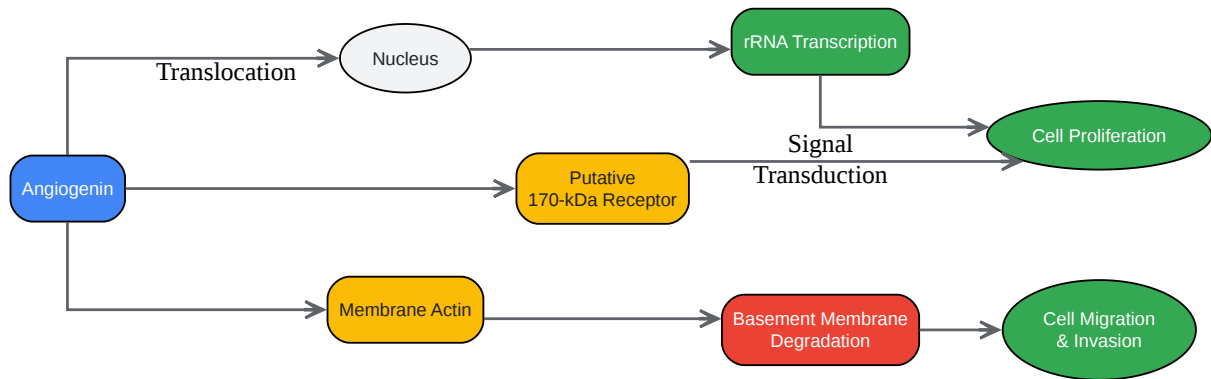 rRNA Transcription
Nucleus
Translocation
Cell Proliferation
Signal
Transduction
Angiogenin
Putative
170-kDa Receptor
Membrane Actin
Basement Membrane
Degradation
Cell Migration
& Invasion